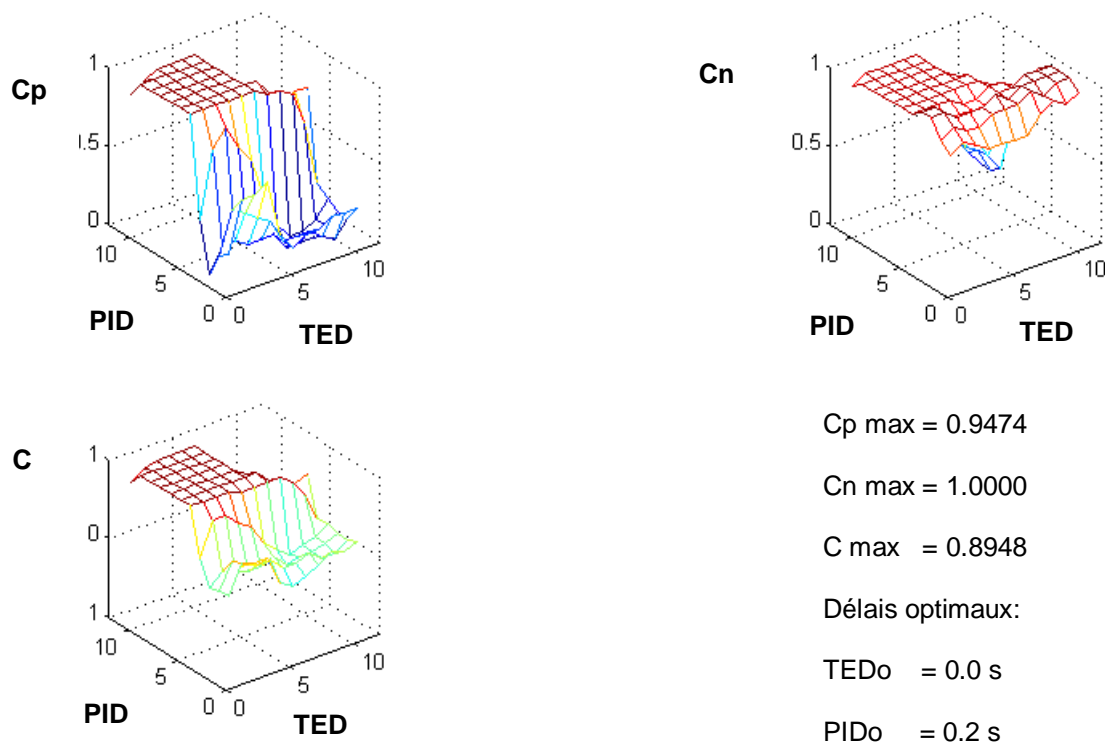 1
Cp
.5
0
10
5
PID
0
0
TED
5
10
1
Cn
0.5
0
10
5
PID
0
0
TED
5
10
1
C
0
1
10
5
PID
0
0
TED
5
10
Cp max = 0.9474
Cn max = 1.0000
C max = 0.8948
Délais optimaux:
TEDo = 0.0 s
PIDo = 0.2 s